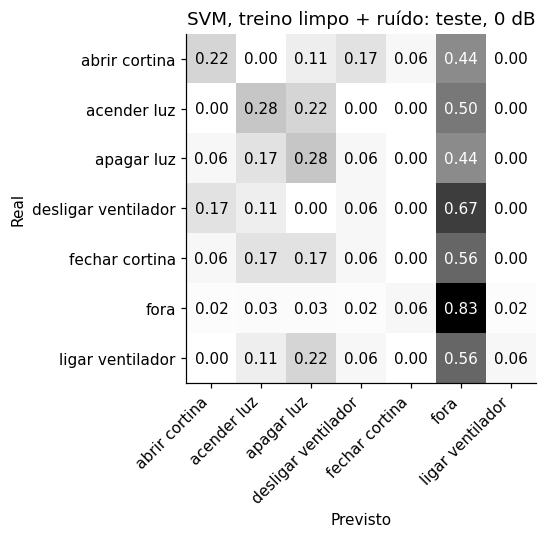 SVM, treino limpo + ruído: teste, 0 dB
abrir cortina 0.22 0.00 0.11 0.17 0.06 0.44 0.00
acender luz 0.00 0.28 0.22 0.00 0.00 0.50 0.00
apagar luz 0.06 0.17 0.28 0.06 0.00 0.44 0.00
desligar ventilador 0.17 0.11 0.00 0.06 0.00 0.67 0.00
fechar cortina 0.06 0.17 0.17 0.06 0.00 0.56 0.00
fora 0.02 0.03 0.03 0.02 0.06 0.83 0.02
ligar ventilador 0.00 0.11 0.22 0.06 0.00 0.56 0.06
Real
abrir cortina
acender luz
apagar luz
desligar ventilador
fechar cortina
fora
ligar ventilador
Previsto